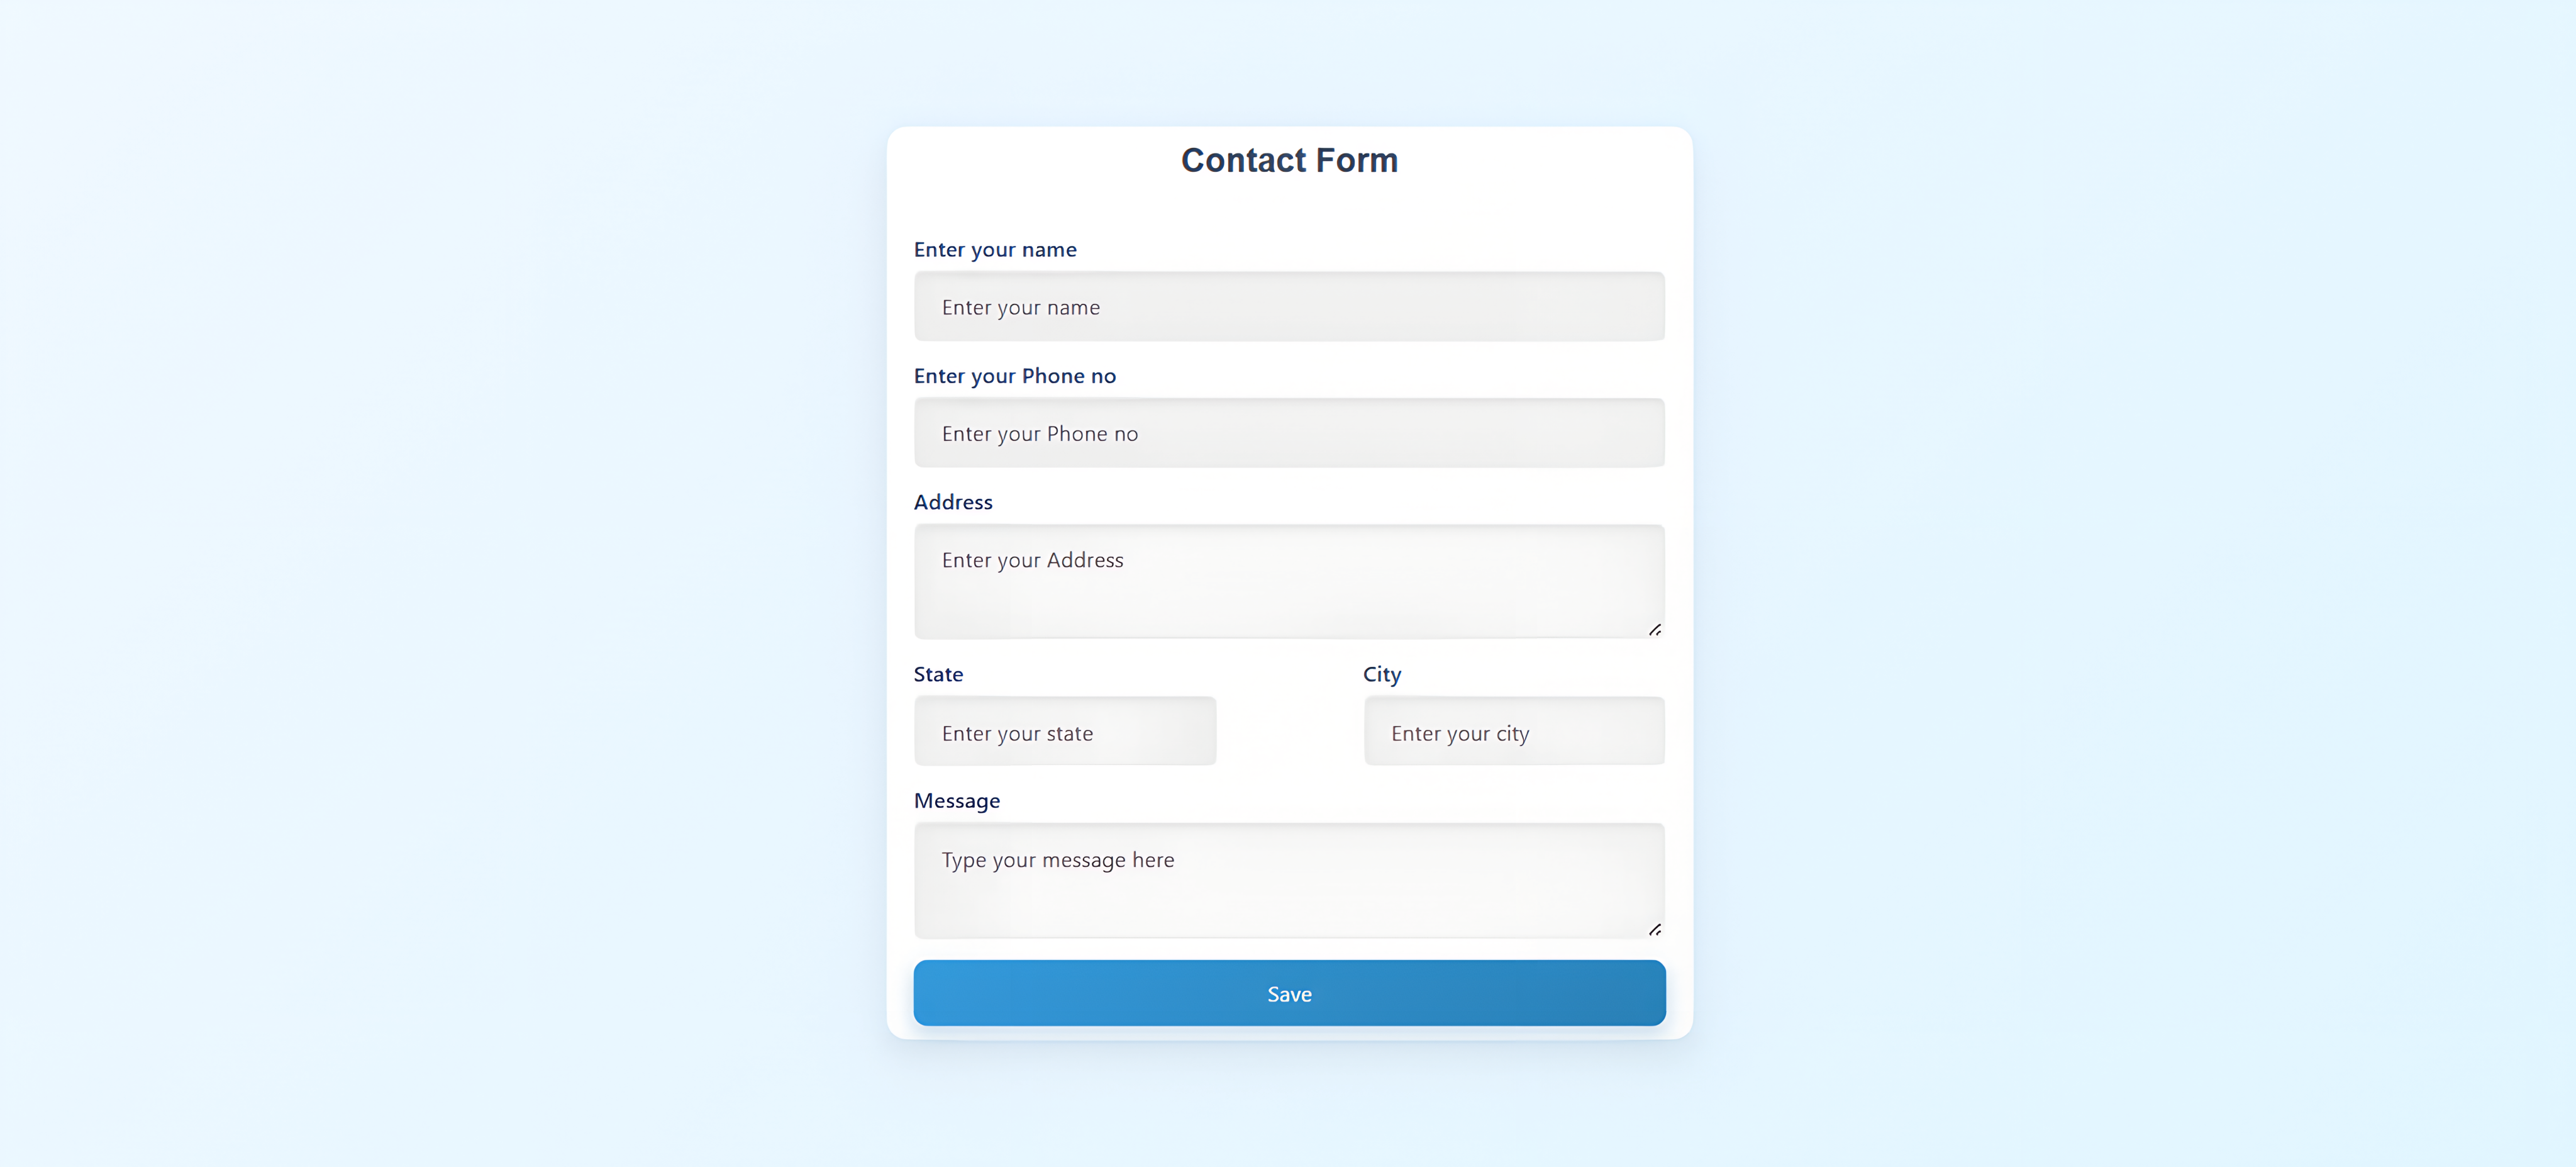 Contact Form
Enter your name
Enter your name
Enter your Phone no
Enter your Phone no
Address
Enter your Address
State
City
Enter your state
Enter your city
Message
Type your message here
Save